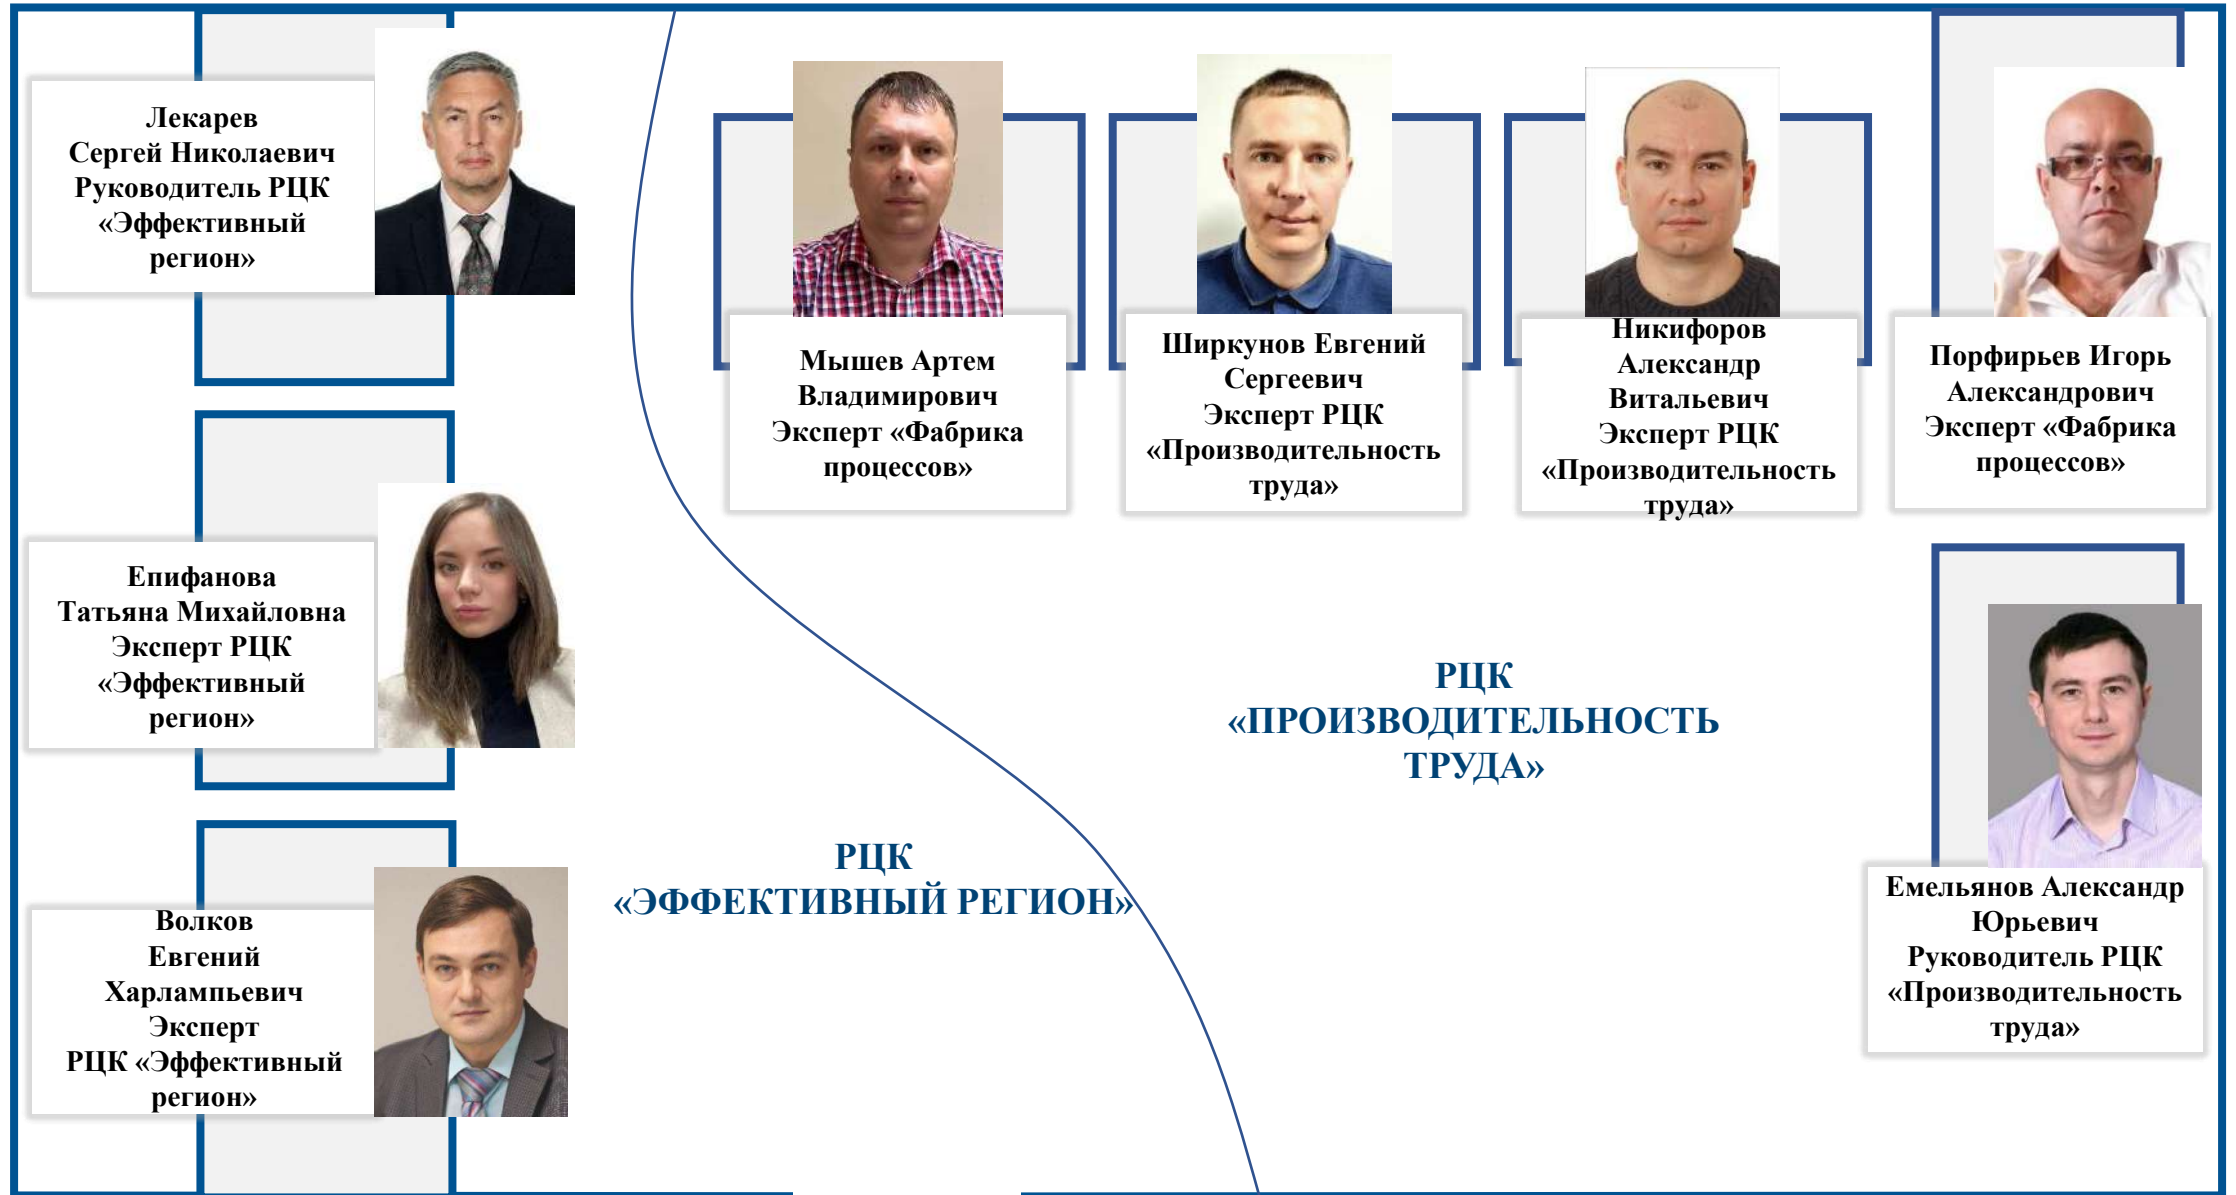 Лекарев
Сергей Николаевич
Руководитель РЦК
«Эффективный
регион»
Епифанова
Татьяна Михайловна
Эксперт РЦК
«Эффективный
регион»
Волков
Евгений
Харлампьевич
Эксперт
РЦК «Эффективный
регион»
Мышев Артем
Владимирович
Эксперт «Фабрика
процессов»
Ширкунов Евгений
Сергеевич
Эксперт РЦК
«Производительность
труда»
Никифоров
Александр
Витальевич
Эксперт РЦК
«Производительность
труда»
Порфирьев Игорь
Александрович
Эксперт «Фабрика
процессов»
РЦК
«ПРОИЗВОДИТЕЛЬНОСТЬ
ТРУДА»
РЦК
«ЭФФЕКТИВНЫЙ РЕГИОН»
Емельянов Александр
Юрьевич
Руководитель РЦК
«Производительность
труда»